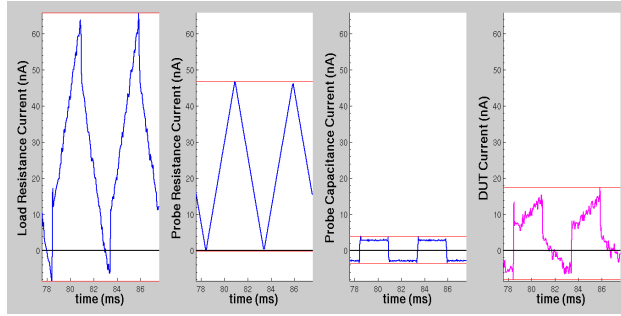 Load Resistance Current (nA)
60
50
40
30
20
10
0
78 80 82 84 86
time (ms)
Probe Resistance Current (nA)
60
50
40
30
20
10
0
78 80 82 84 86
time (ms)
Probe Capacitance Current (nA)
60
50
40
30
20
10
0
78 80 82 84 86
time (ms)
DUT Current (nA)
60
50
40
30
20
10
0
78 80 82 84 86
time (ms)